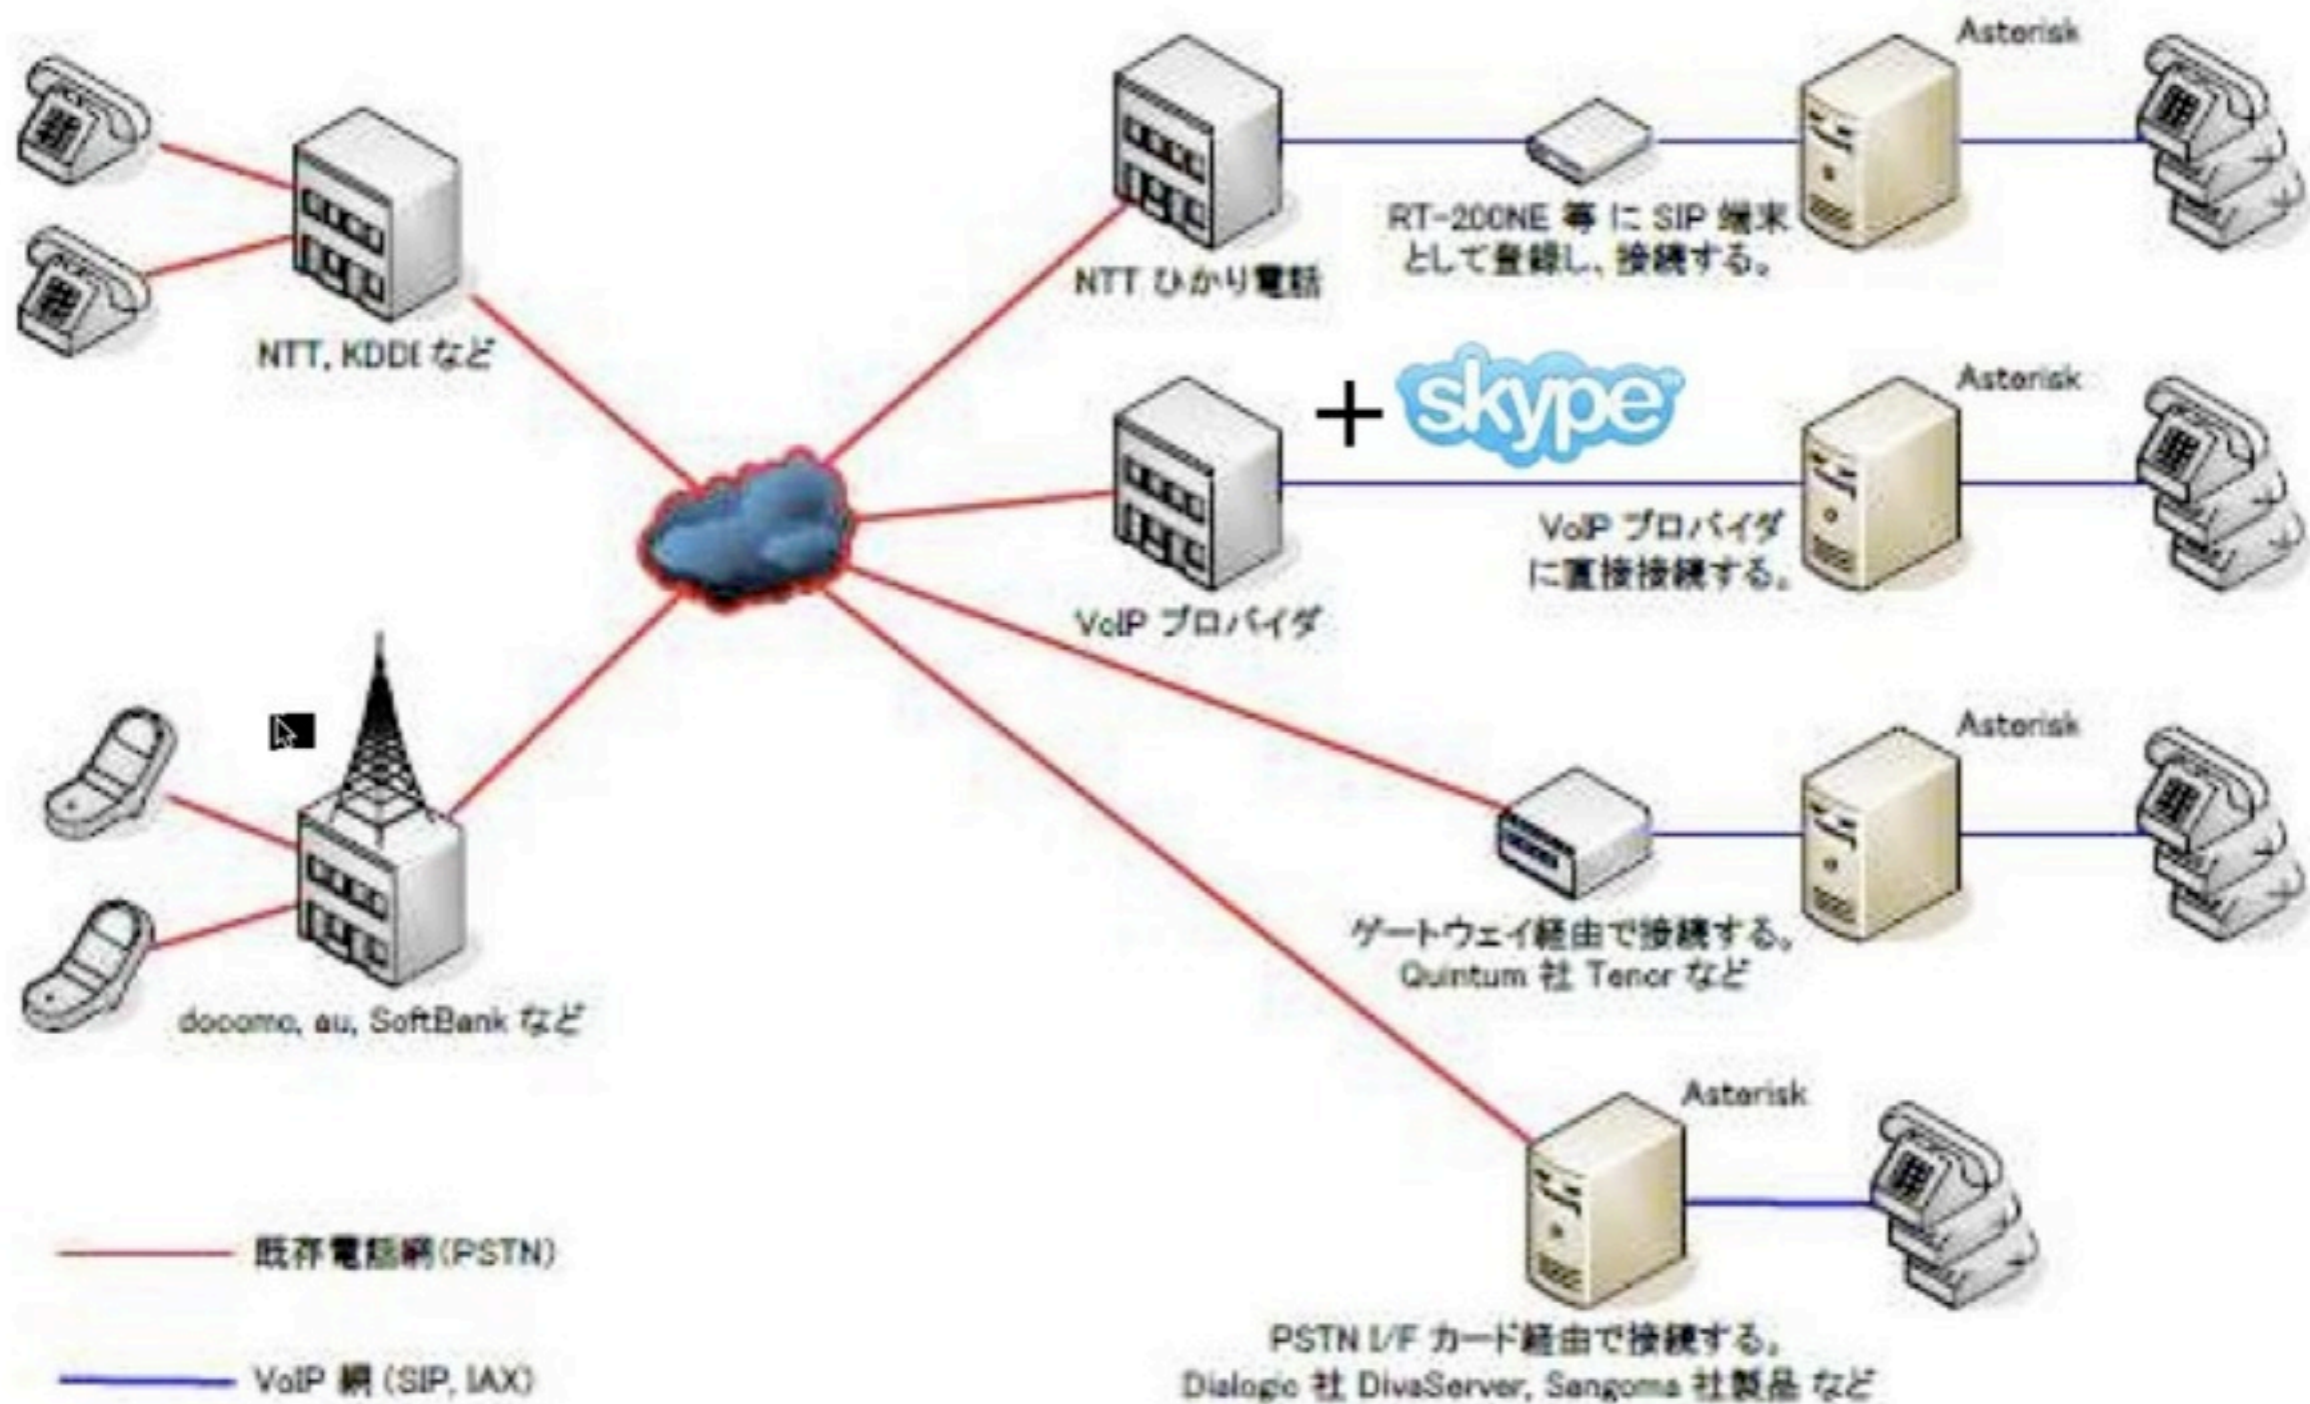 Asterisk
RT-200NE 等 に SIP 端末
として登録し、接続する。
NTT ひかり電話
NTT, KDDI など
+ skype
Asterisk
VoIP プロバイダ
に直接接続する。
VoIP プロバイダ
Asterisk
ゲートウェイ経由で接続する。
Quintum 社 Tenor など
docomo, au, SoftBank など
Asterisk
既存電話網(PSTN)
PSTN I/F カード経由で接続する。
VoIP 網 (SIP, IAX)
Dialogic 社 DivaServer, Sangoma 社製品 など